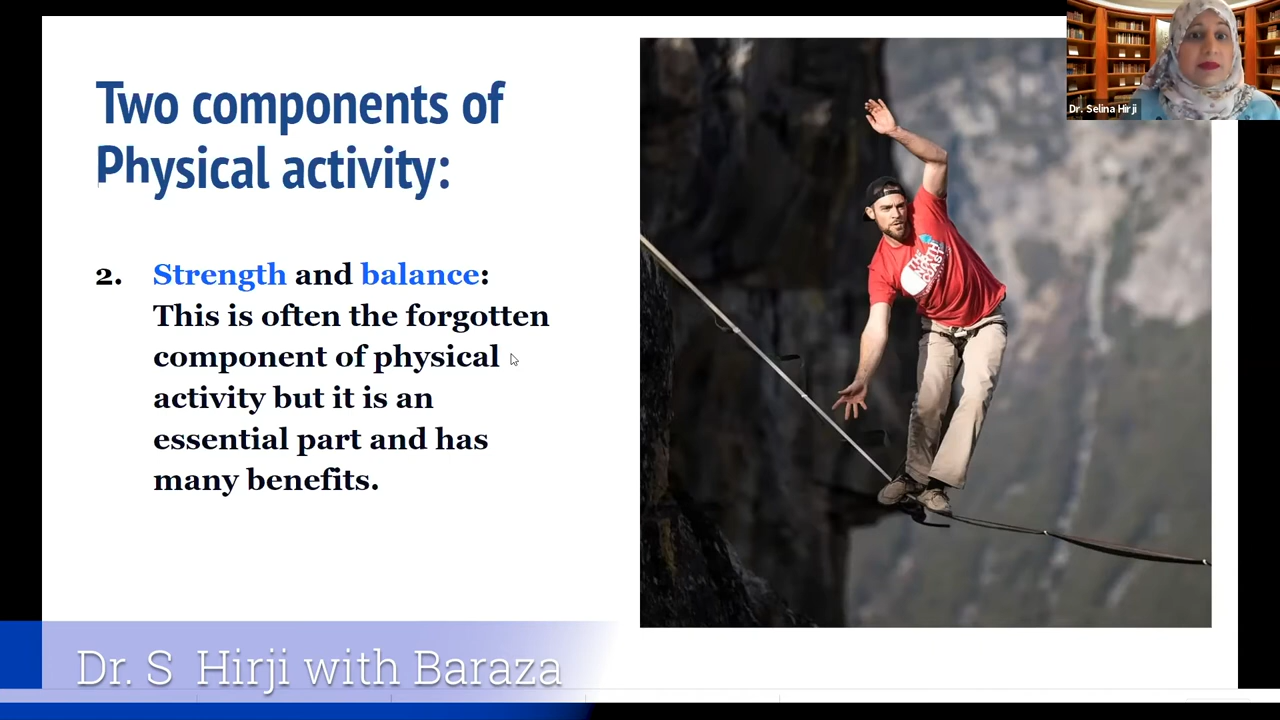 Two components of
Physical activity:
2. Strength and balance:
This is often the forgotten
component of physical
activity but it is an
essential part and has
many benefits.
Dr. Selina Hirji
Dr. S Hirji with Baraza